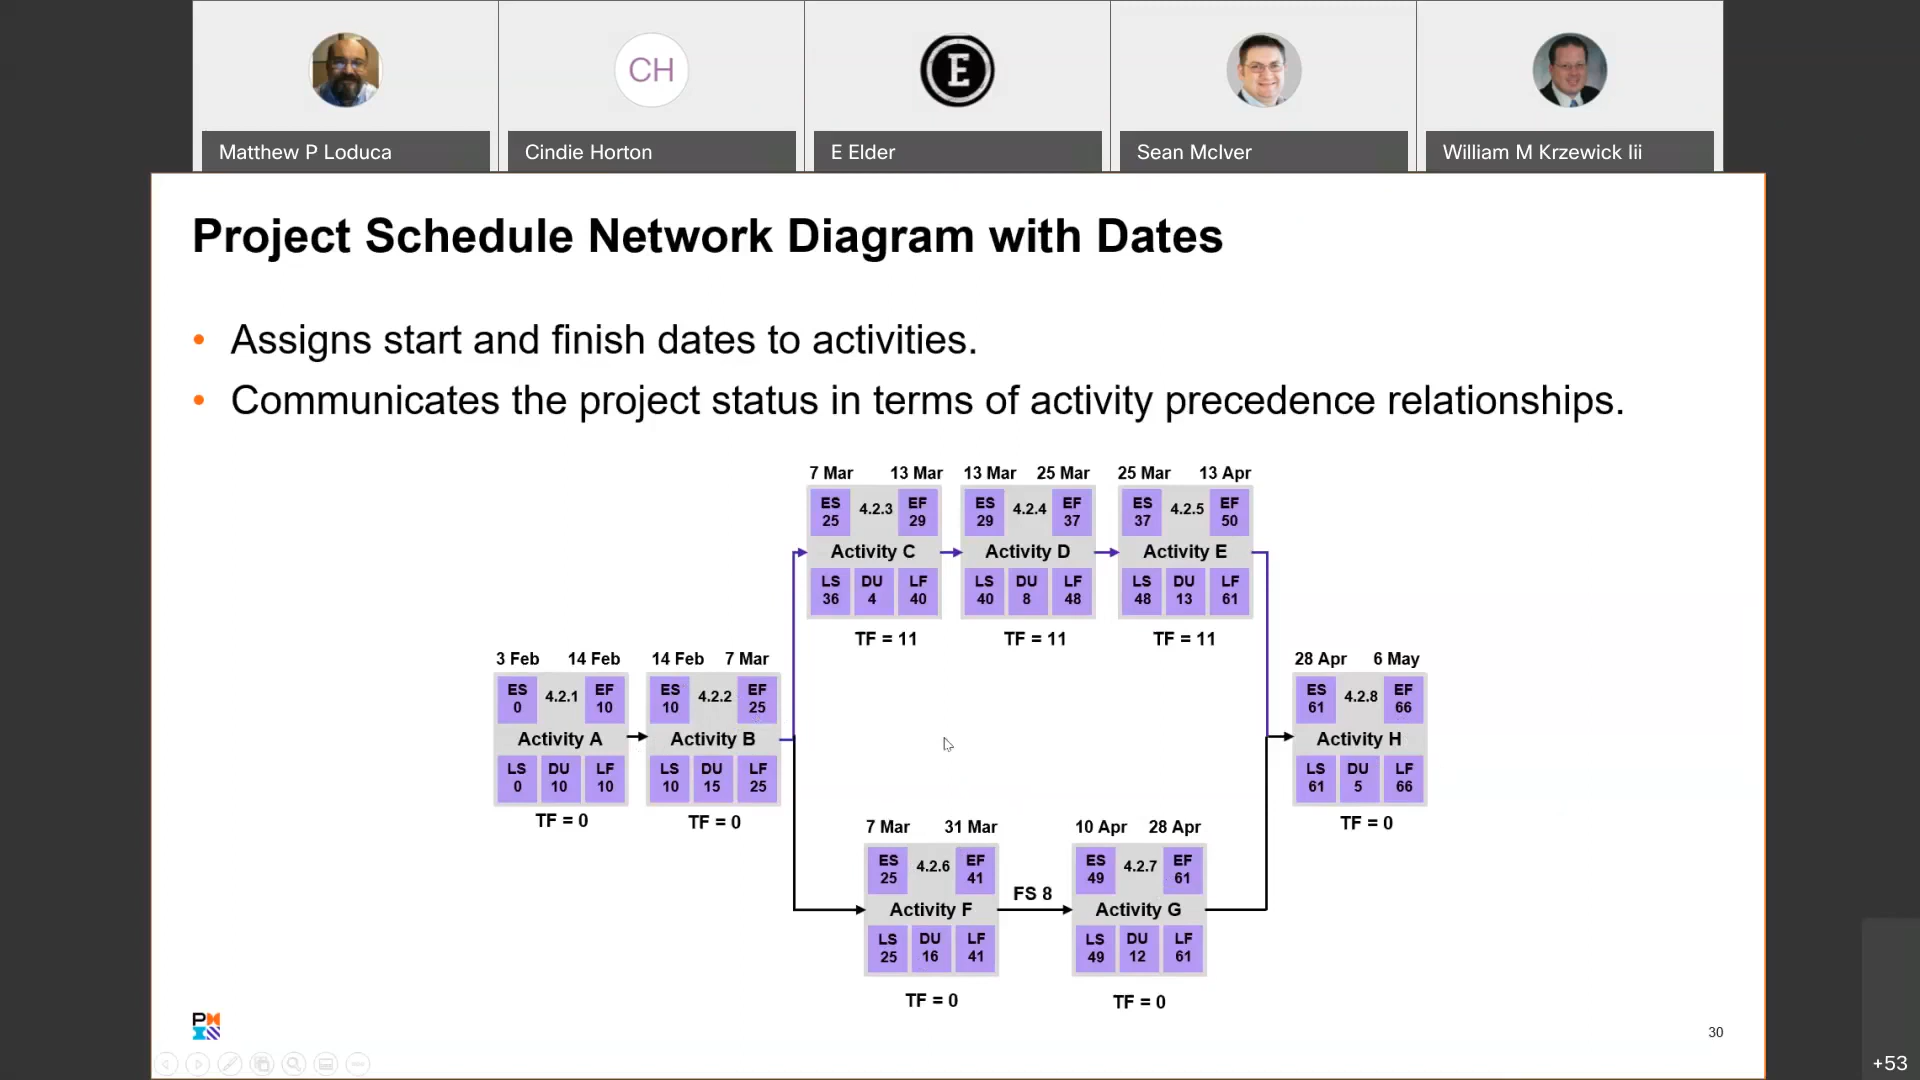 CH
E
Matthew P Loduca
Cindie Horton
E Elder
Sean McIver
William M Krzewick Iii
Project Schedule Network Diagram with Dates
• Assigns start and finish dates to activities.
• Communicates the project status in terms of activity precedence relationships.
7 Mar 13 Mar
ES 4.2.3 EF
25 29
Activity C
LS DU LF
36 4 40
TF = 11
13 Mar 25 Mar
ES 4.2.4 EF
29 37
Activity D
LS DU LF
40 8 48
TF = 11
25 Mar 13 Apr
ES 4.2.5 EF
37 50
Activity E
LS DU LF
48 13 61
TF = 11
3 Feb 14 Feb
ES 4.2.1 EF
0 10
Activity A
LS DU LF
0 10 10
TF = 0
14 Feb 7 Mar
ES 4.2.2 EF
10 25
Activity B
LS DU LF
10 15 25
TF = 0
28 Apr 6 May
ES 4.2.8 EF
61 66
Activity H
LS DU LF
61 5 66
TF = 0
7 Mar 31 Mar
ES 4.2.6 EF
25 41
Activity F
LS DU LF
25 16 41
TF = 0
FS 8
10 Apr 28 Apr
ES 4.2.7 EF
49 61
Activity G
LS DU LF
49 12 61
TF = 0
30
+53